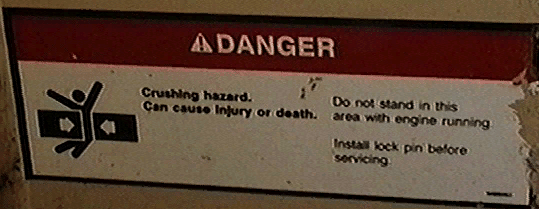 DANGER
Crushing hazard.
Can cause injury or death.
Do not stand in this
area with engine running.
Install lock pin before
servicing.